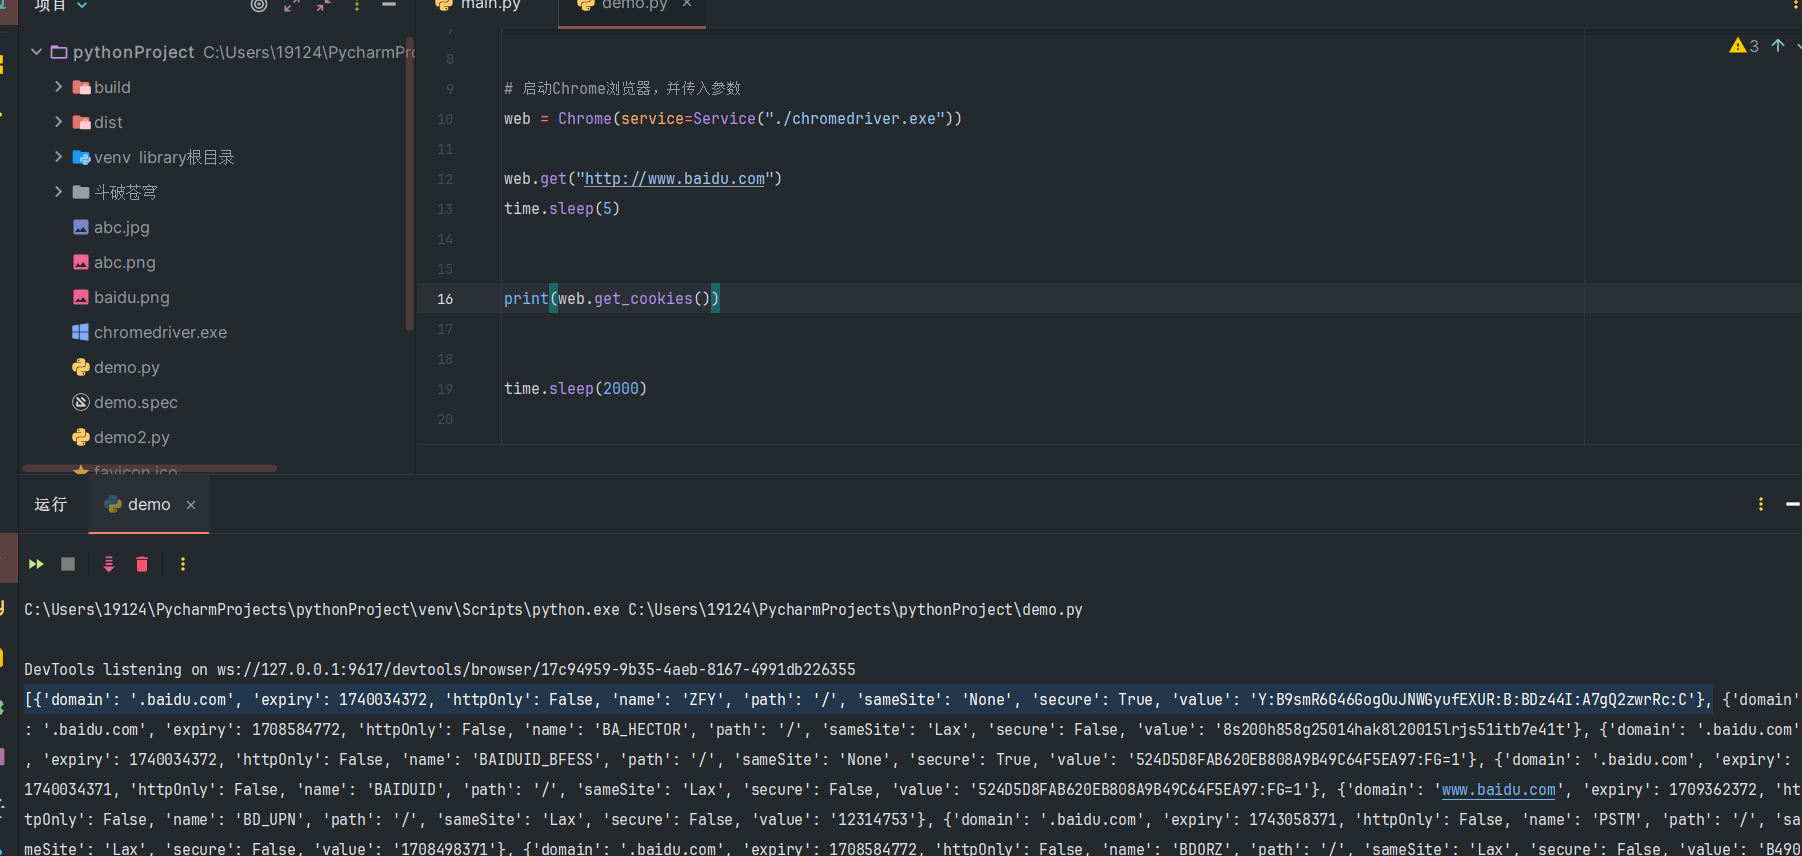 项目
main.py
demo.py
pythonProject C:\Users\19124\PycharmPro
build
dist
venv library根目录
斗破苍穹
abc.jpg
abc.png
baidu.png
chromedriver.exe
demo.py
demo.spec
demo2.py
favicon.ico
3
7
8
9 # 启动Chrome浏览器，并传入参数
10 web = Chrome(service=Service("./chromedriver.exe"))
11
12 web.get("http://www.baidu.com")
13 time.sleep(5)
14
15
16 print(web.get_cookies())
17
18
19 time.sleep(2000)
20
运行
demo
C:\Users\19124\PycharmProjects\pythonProject\venv\Scripts\python.exe C:\Users\19124\PycharmProjects\pythonProject\demo.py
DevTools listening on ws://127.0.0.1:9617/devtools/browser/17c94959-9b35-4aeb-8167-4991db226355
[{'domain': '.baidu.com', 'expiry': 1740034372, 'httpOnly': False, 'name': 'ZFY', 'path': '/', 'sameSite': 'None', 'secure': True, 'value': 'Y:B9smR6G46GogOuJNWGyufEXUR:B:BDz44I:A7gQ2zwrRc:C'}, {'domain'
: '.baidu.com', 'expiry': 1708584772, 'httpOnly': False, 'name': 'BA_HECTOR', 'path': '/', 'sameSite': 'Lax', 'secure': False, 'value': '8s200h858g25014hak8l20015lrjs51itb7e41t'}, {'domain': '.baidu.com'
, 'expiry': 1740034372, 'httpOnly': False, 'name': 'BAIDUID_BFESS', 'path': '/', 'sameSite': 'None', 'secure': True, 'value': '524D5D8FAB620EB808A9B49C64F5EA97:FG=1'}, {'domain': '.baidu.com', 'expiry':
1740034371, 'httpOnly': False, 'name': 'BAIDUID', 'path': '/', 'sameSite': 'Lax', 'secure': False, 'value': '524D5D8FAB620EB808A9B49C64F5EA97:FG=1'}, {'domain': 'www.baidu.com', 'expiry': 1709362372, 'ht
tpOnly': False, 'name': 'BD_UPN', 'path': '/', 'sameSite': 'Lax', 'secure': False, 'value': '12314753'}, {'domain': '.baidu.com', 'expiry': 1743058371, 'httpOnly': False, 'name': 'PSTM', 'path': '/', 'sa
meSite': 'Lax', 'secure': False, 'value': '1708498371'}, {'domain': '.baidu.com', 'expiry': 1708584772, 'httpOnly': False, 'name': 'BDORZ', 'path': '/', 'sameSite': 'Lax', 'secure': False, 'value': 'B490